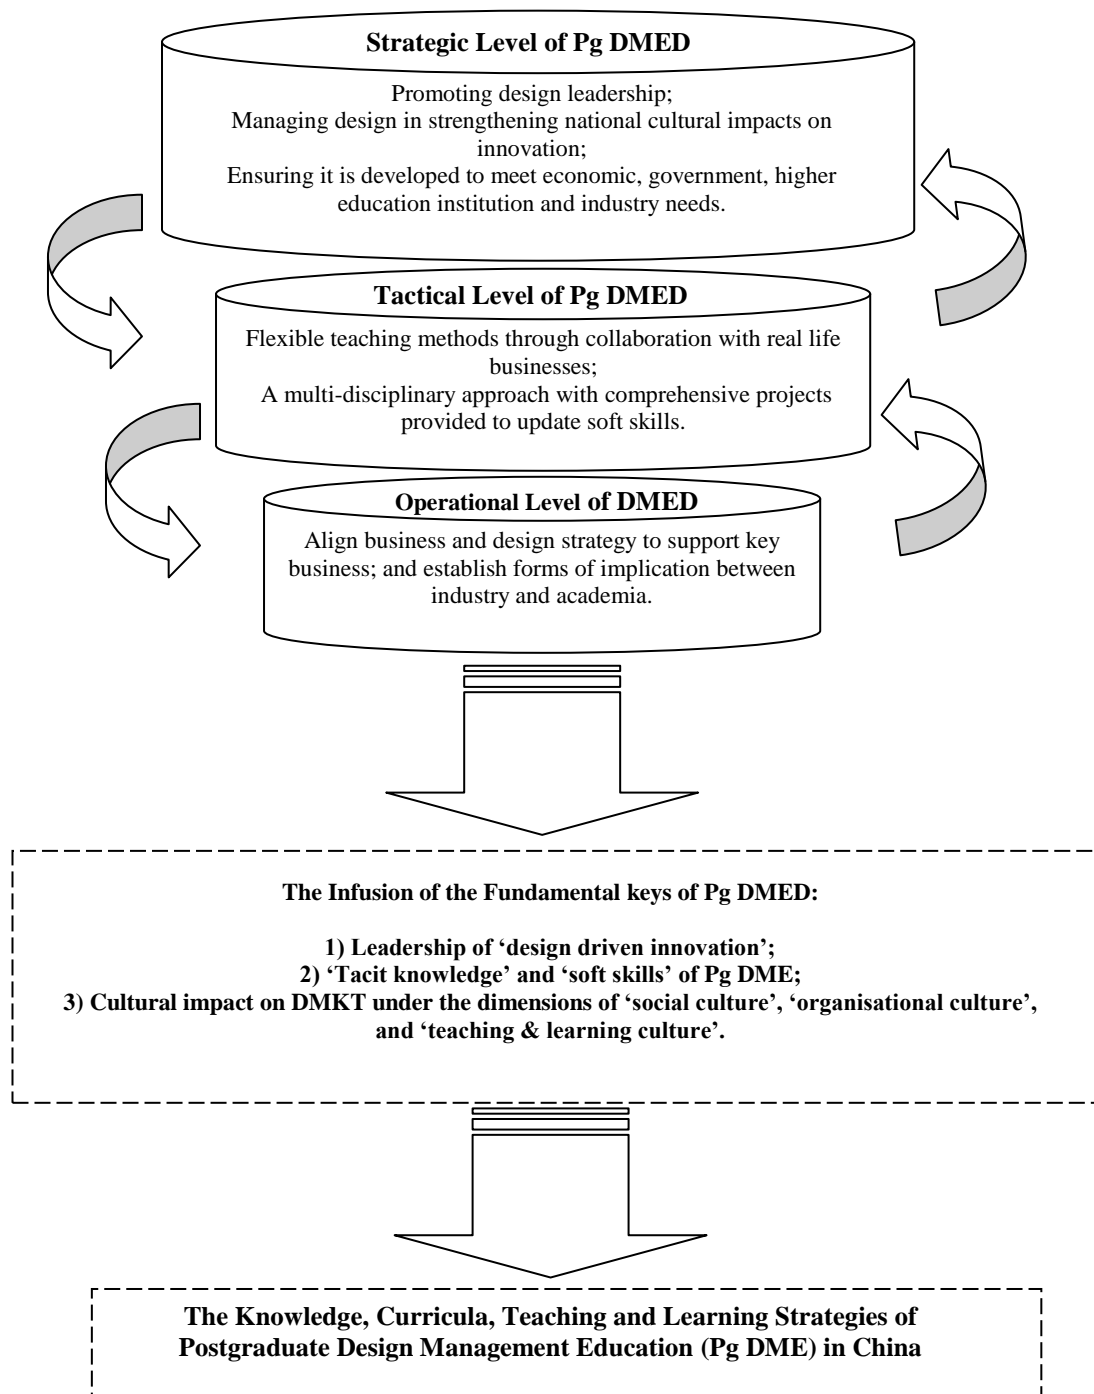 Strategic Level of Pg DMED
Promoting design leadership;
Managing design in strengthening national cultural impacts on
innovation;
Ensuring it is developed to meet economic, government, higher
education institution and industry needs.
Tactical Level of Pg DMED
Flexible teaching methods through collaboration with real life
businesses;
A multi-disciplinary approach with comprehensive projects
provided to update soft skills.
Operational Level of DMED
Align business and design strategy to support key
business; and establish forms of implication between
industry and academia.
The Infusion of the Fundamental keys of Pg DMED:
1) Leadership of ‘design driven innovation’;
2) ‘Tacit knowledge’ and ‘soft skills’ of Pg DME;
3) Cultural impact on DMKT under the dimensions of ‘social culture’, ‘organisational culture’,
and ‘teaching & learning culture’.
The Knowledge, Curricula, Teaching and Learning Strategies of
Postgraduate Design Management Education (Pg DME) in China